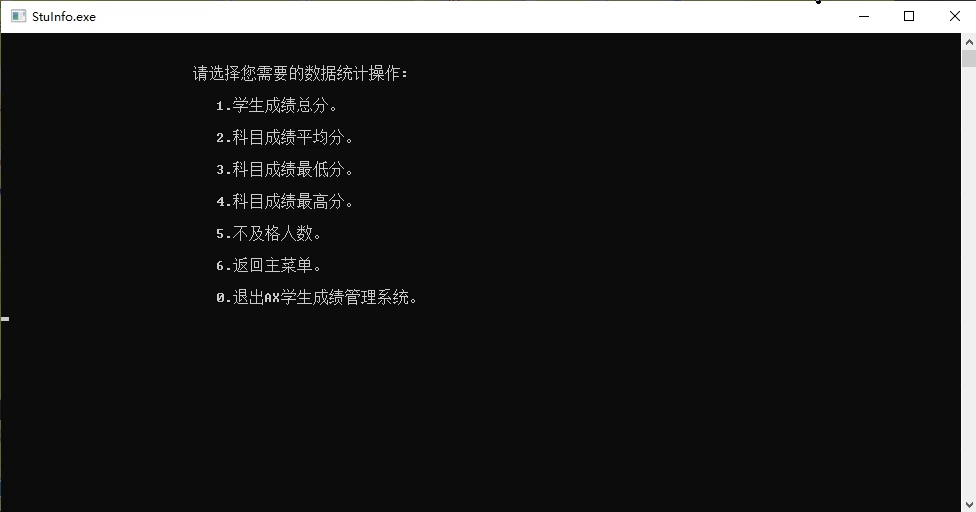 StuInfo.exe
请选择您需要的数据统计操作:
1.学生成绩总分。
2.科目成绩平均分。
3.科目成绩最低分。
4.科目成绩最高分。
5.不及格人数。
6.返回主菜单。
0.退出AX学生成绩管理系统。